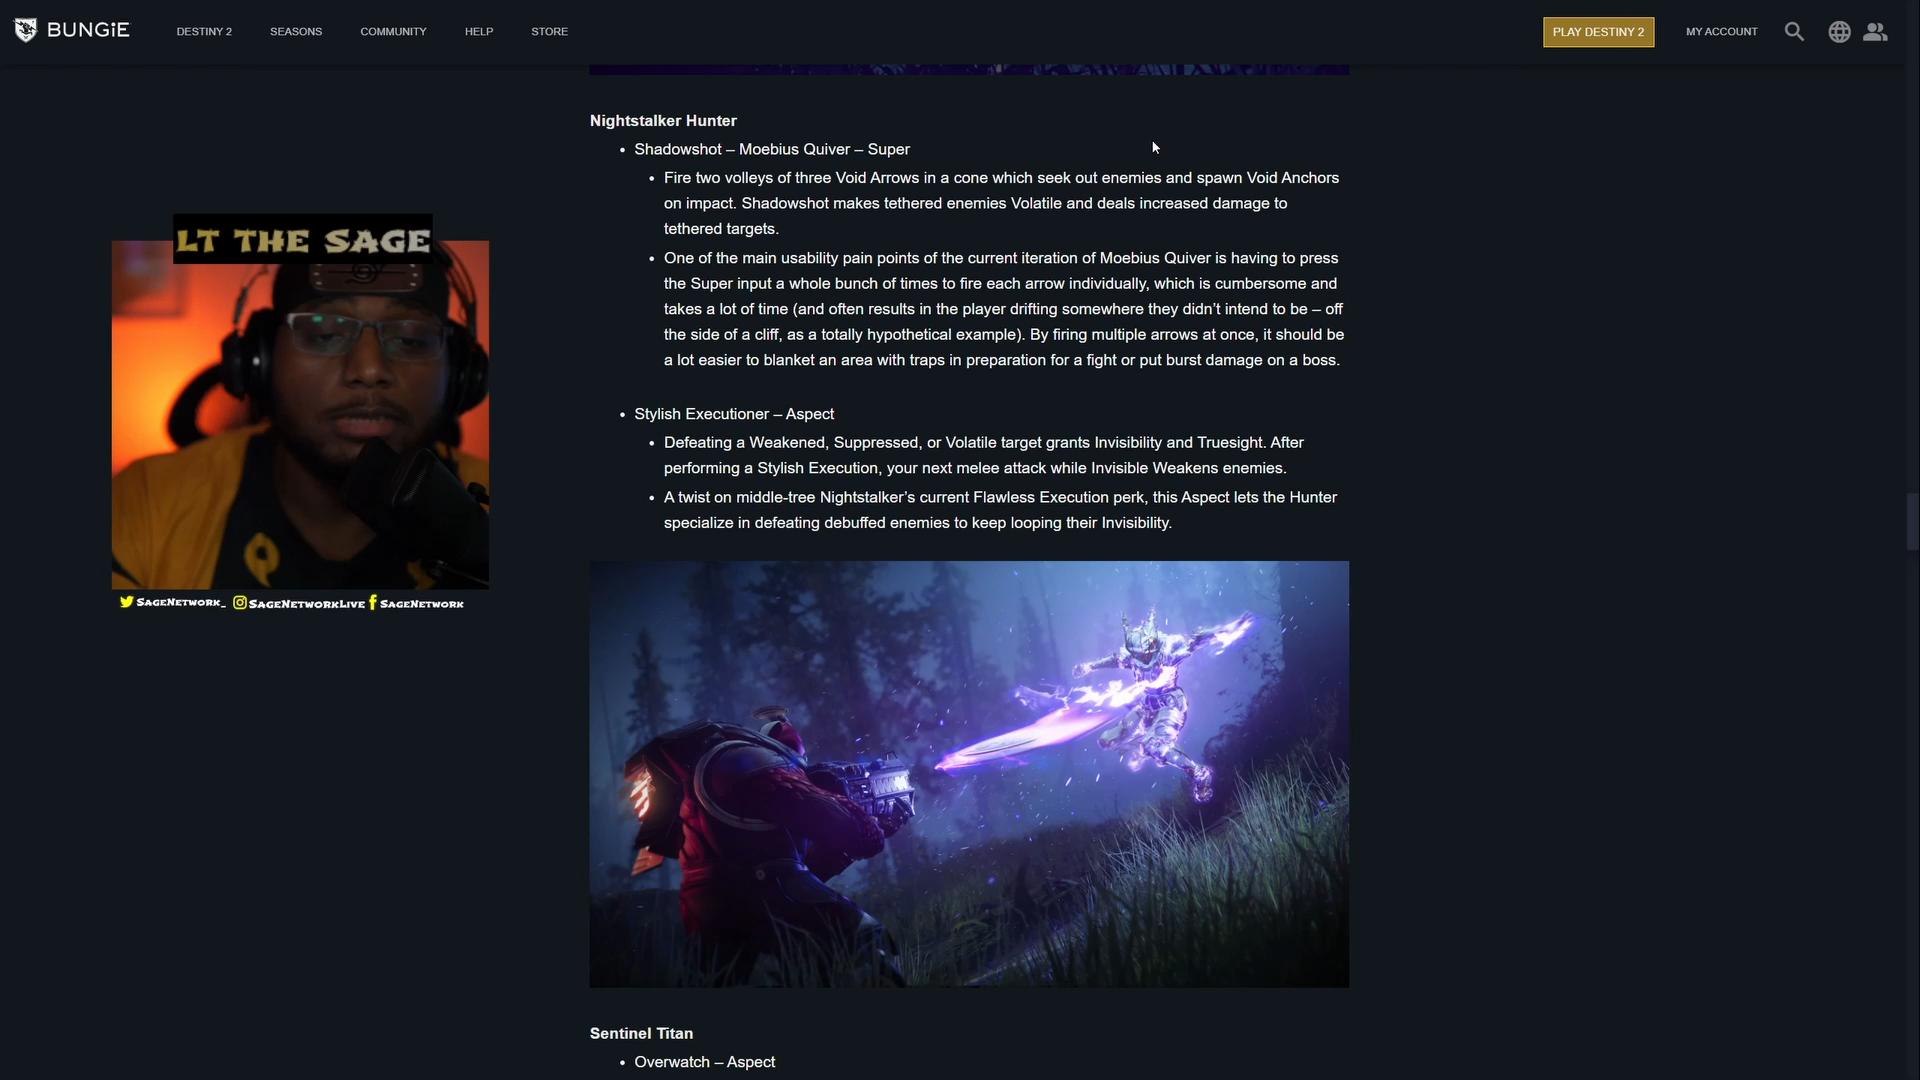 BUNGiE
DESTINY 2
SEASONS
COMMUNITY
HELP
STORE
PLAY DESTINY 2
MY ACCOUNT
Nightstalker Hunter
• Shadowshot – Moebius Quiver – Super
• Fire two volleys of three Void Arrows in a cone which seek out enemies and spawn Void Anchors
on impact. Shadowshot makes tethered enemies Volatile and deals increased damage to
tethered targets.
• One of the main usability pain points of the current iteration of Moebius Quiver is having to press
the Super input a whole bunch of times to fire each arrow individually, which is cumbersome and
takes a lot of time (and often results in the player drifting somewhere they didn’t intend to be – off
the side of a cliff, as a totally hypothetical example). By firing multiple arrows at once, it should be
a lot easier to blanket an area with traps in preparation for a fight or put burst damage on a boss.
• Stylish Executioner – Aspect
• Defeating a Weakened, Suppressed, or Volatile target grants Invisibility and Truesight. After
performing a Stylish Execution, your next melee attack while Invisible Weakens enemies.
• A twist on middle-tree Nightstalker’s current Flawless Execution perk, this Aspect lets the Hunter
specialize in defeating debuffed enemies to keep looping their Invisibility.
LT THE SAGE
SAGENETWORK_
SAGENETWORKLIVE
SAGENETWORK
Sentinel Titan
• Overwatch – Aspect